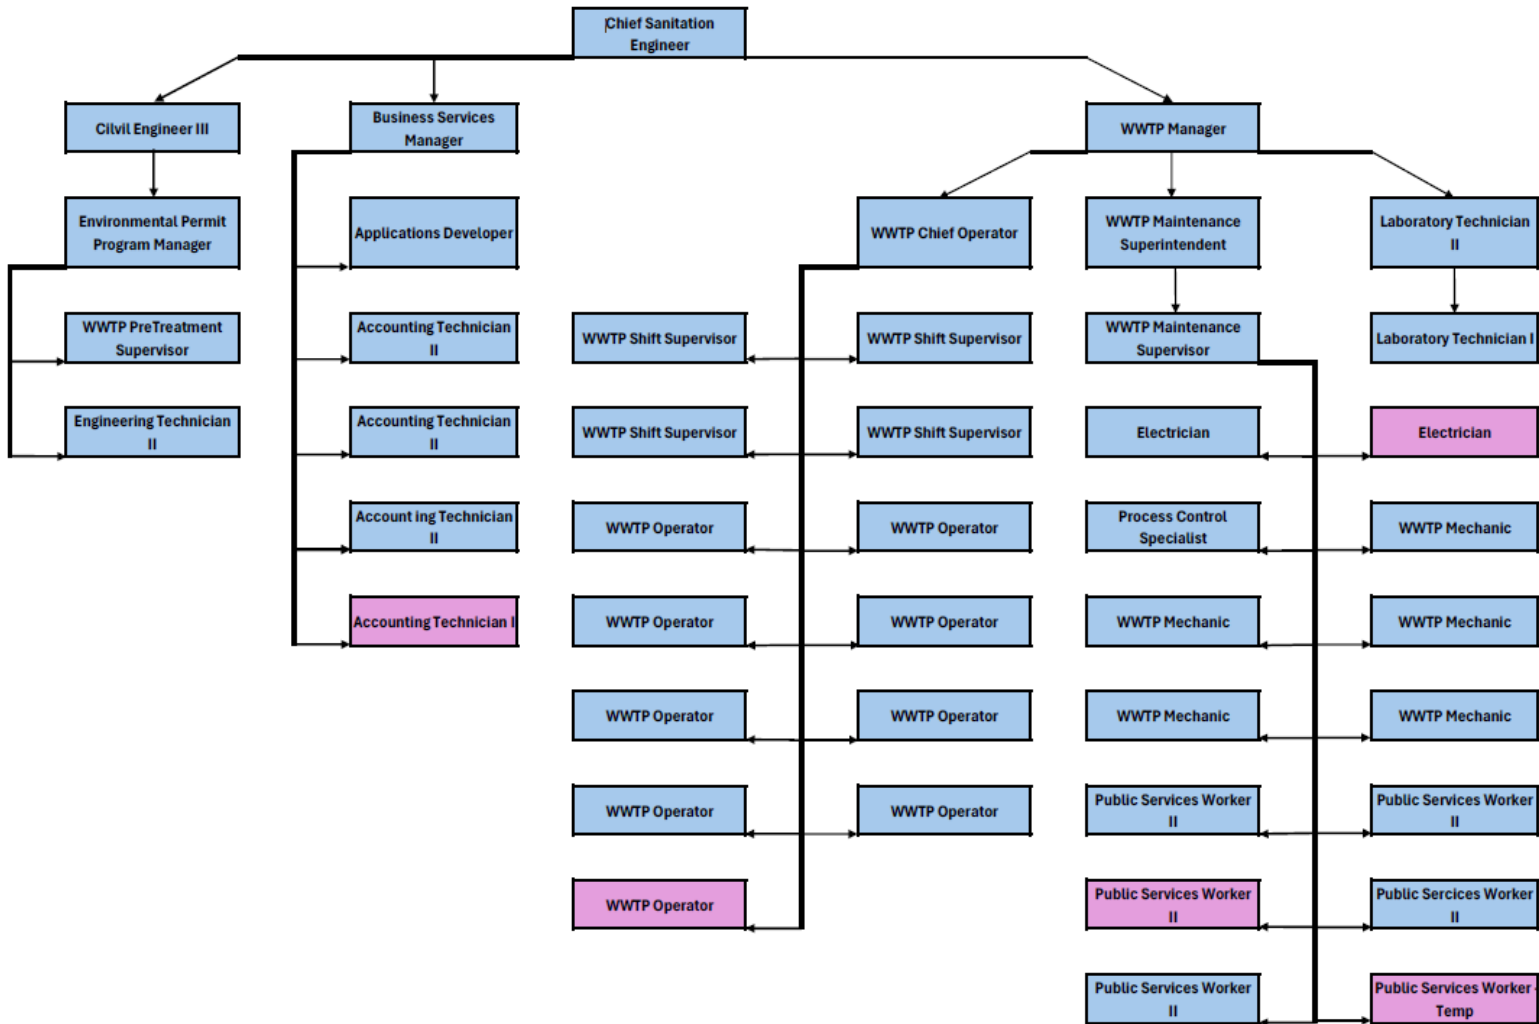 Chief Sanitation
Engineer
Cilvil Engineer III
Business Services
Manager
WWTP Manager
Environmental Permit
Program Manager
Applications Developer
WWTP Chief Operator
WWTP Maintenance
Superintendent
Laboratory Technician
II
WWTP PreTreatment
Supervisor
Accounting Technician
II
WWTP Shift Supervisor
WWTP Shift Supervisor
WWTP Maintenance
Supervisor
Laboratory Technician I
Engineering Technician
II
Accounting Technician
II
WWTP Shift Supervisor
WWTP Shift Supervisor
Electrician
Electrician
Account ing Technician
II
WWTP Operator
WWTP Operator
Process Control
Specialist
WWTP Mechanic
Accounting Technician I
WWTP Operator
WWTP Operator
WWTP Mechanic
WWTP Mechanic
WWTP Operator
WWTP Operator
WWTP Mechanic
WWTP Mechanic
WWTP Operator
WWTP Operator
Public Services Worker
II
Public Services Worker
II
WWTP Operator
Public Services Worker
II
Public Sercices Worker
II
Public Services Worker
II
Public Services Worker -
Temp